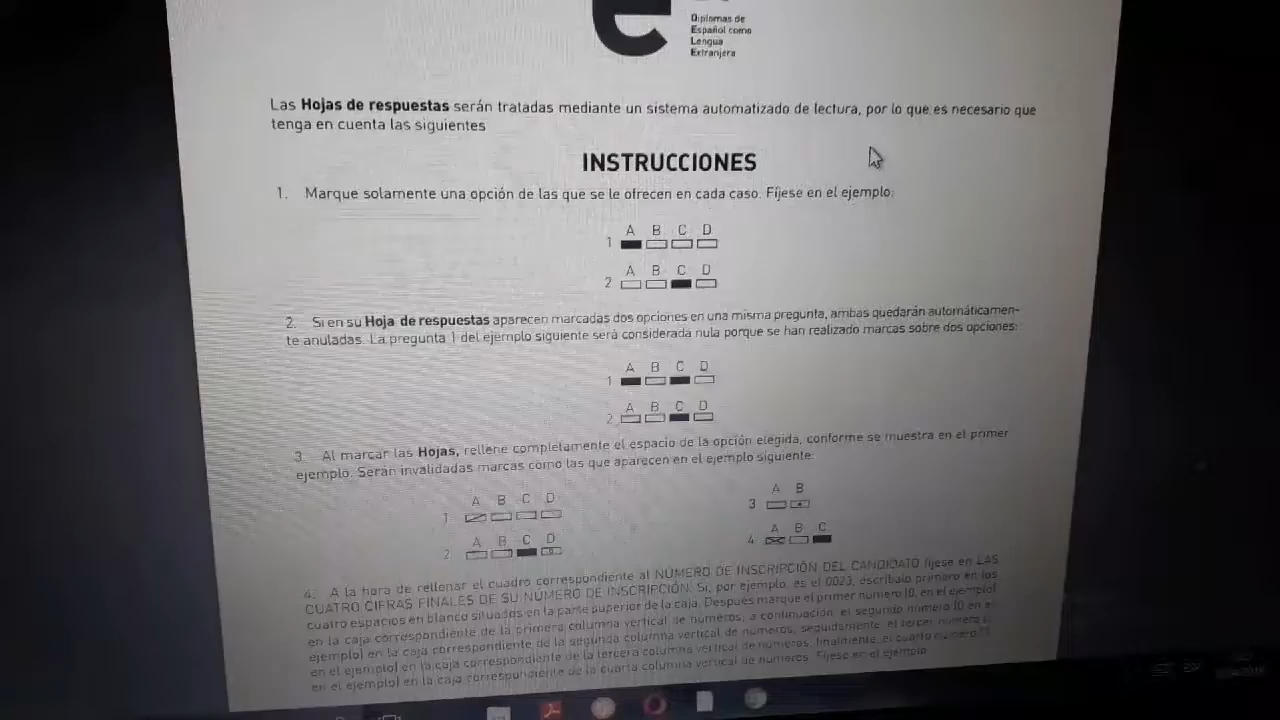 Diplomas de
Español como
Lengua
Extranjera
Las Hojas de respuestas serán tratadas mediante un sistema automatizado de lectura, por lo que es necesario que
tenga en cuenta las siguientes
INSTRUCCIONES
1. Marque solamente una opción de las que se le ofrecen en cada caso. Fíjese en el ejemplo:
A B C D
1
A B C D
2
2. Si en su Hoja de respuestas aparecen marcadas dos opciones en una misma pregunta, ambas quedarán automáticamen-
te anuladas. La pregunta 1 del ejemplo siguiente será considerada nula porque se han realizado marcas sobre dos opciones:
A B C D
1
A B C D
2
3. Al marcar las Hojas, rellene completamente el espacio de la opción elegida, conforme se muestra en el primer
ejemplo. Serán invalidadas marcas como las que aparecen en el ejemplo siguiente:
A B C D
1
A B C D
2
A B
3
A B C
4
4. A la hora de rellenar el cuadro correspondiente al NÚMERO DE INSCRIPCIÓN DEL CANDIDATO fíjese en LAS
CUATRO CIFRAS FINALES DE SU NÚMERO DE INSCRIPCIÓN. Si, por ejemplo, es el 0023, escríbalo primero en los
cuatro espacios en blanco situados en la parte superior de la caja. Después marque el primer número (0, en el ejemplo)
en la caja correspondiente de la primera columna vertical de números; a continuación, el segundo número (0 en el
ejemplo) en la caja correspondiente de la segunda columna vertical de números; seguidamente, el tercer número
en el ejemplo) en la caja correspondiente de la tercera columna vertical de números; finalmente, el cuarto número
en el ejemplo) en la caja correspondiente de la cuarta columna vertical de números. Fíjese en el ejemplo